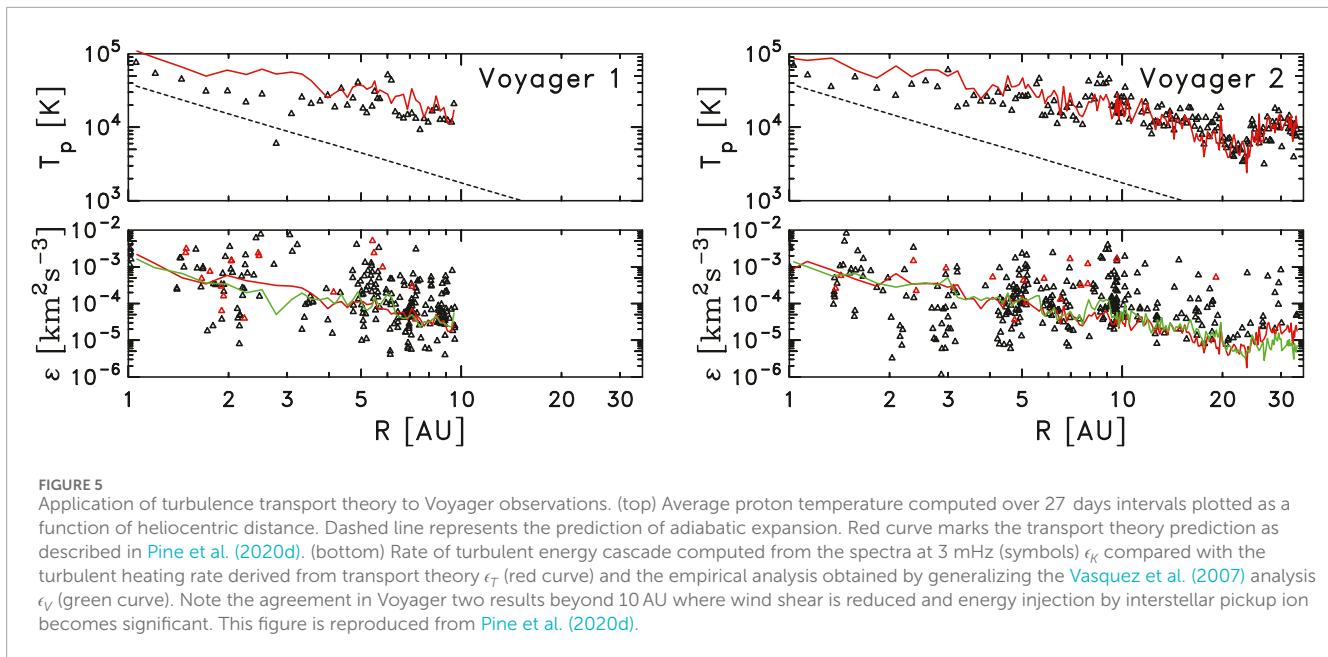 Voyager 1
Voyager 2
T_p [K]
10^5
10^4
10^3
T_p [K]
10^5
10^4
10^3
ε [km^2s^-3]
10^-2
10^-3
10^-4
10^-5
10^-6
ε [km^2s^-3]
10^-2
10^-3
10^-4
10^-5
10^-6
1 2 3 5 10 20 30
1 2 3 5 10 20 30
R [AU]
R [AU]
FIGURE 5
Application of turbulence transport theory to Voyager observations. (top) Average proton temperature computed over 27 days intervals plotted as a
function of heliocentric distance. Dashed line represents the prediction of adiabatic expansion. Red curve marks the transport theory prediction as
described in Pine et al. (2020d). (bottom) Rate of turbulent energy cascade computed from the spectra at 3 mHz (symbols) ϵ_K compared with the
turbulent heating rate derived from transport theory ϵ_T (red curve) and the empirical analysis obtained by generalizing the Vasquez et al. (2007) analysis
ϵ_V (green curve). Note the agreement in Voyager two results beyond 10 AU where wind shear is reduced and energy injection by interstellar pickup ion
becomes significant. This figure is reproduced from Pine et al. (2020d).